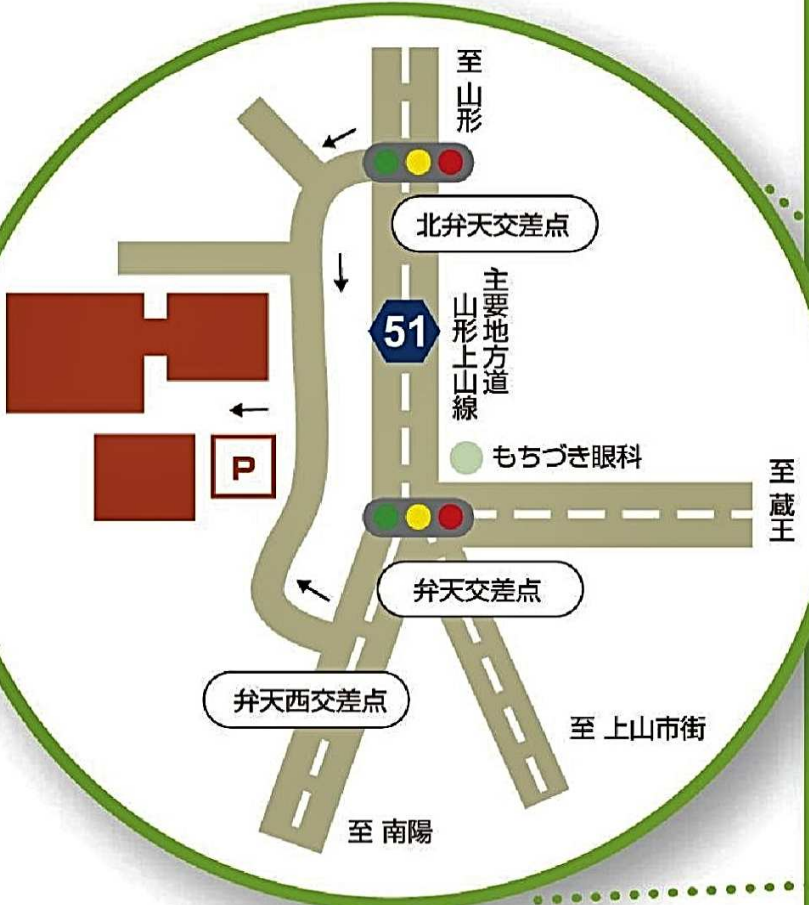 至 山形
北弁天交差点
主要地方道
山形上山線
51
もちづき眼科
至 蔵王
P
弁天交差点
弁天西交差点
至 上山市街
至 南陽